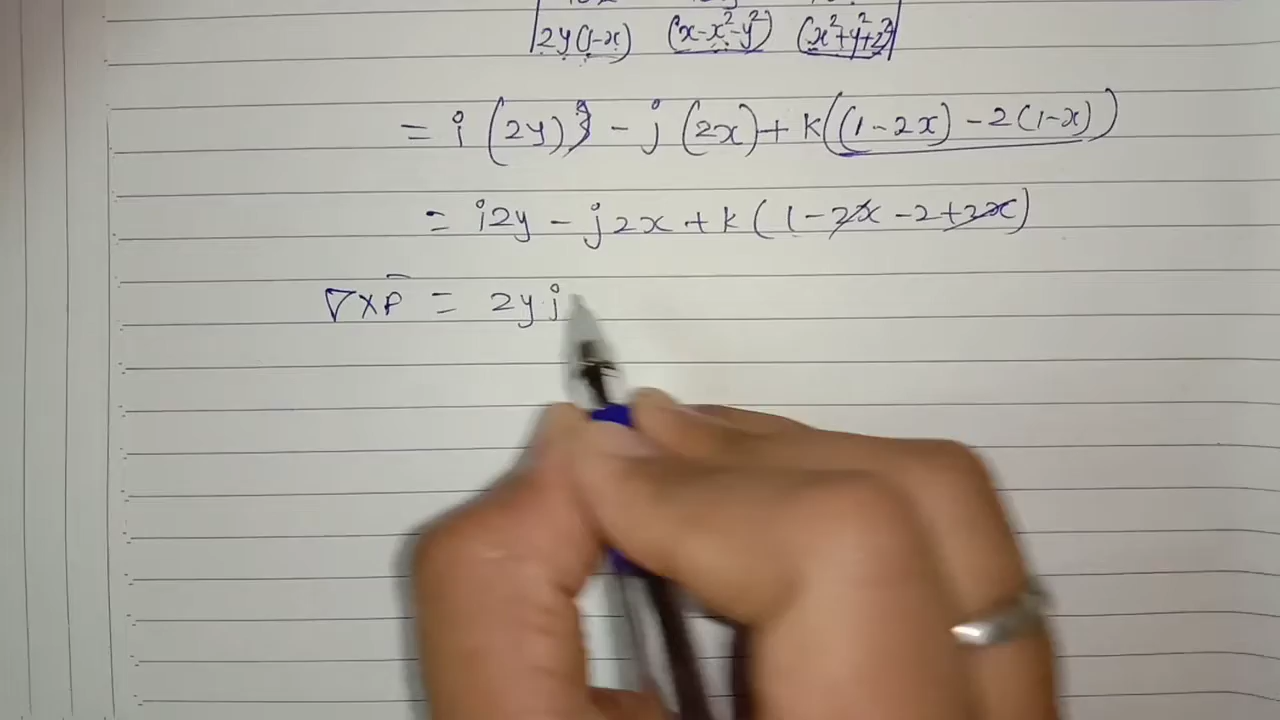 |2y(1-x) (x-x²-y²) (x²+y²+z²)|
= i (2y)} - j (2x) + k((1-2x) - 2(1-x))
= i2y - j2x + k(1-2x-2+2x)
∇×F̄ = 2yi